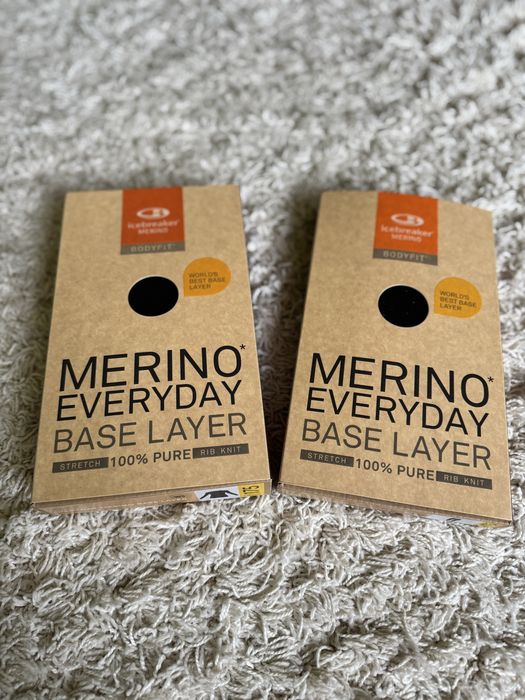 icebreaker
MERINO
BODYFIT
WORLD'S
BEST BASE
LAYER
MERINO*
EVERYDAY
BASE LAYER
STRETCH 100% PURE RIB KNIT
icebreaker
MERINO
BODYFIT
WORLD'S
BEST BASE
LAYER
MERINO*
EVERYDAY
BASE LAYER
STRETCH 100% PURE RIB KNIT